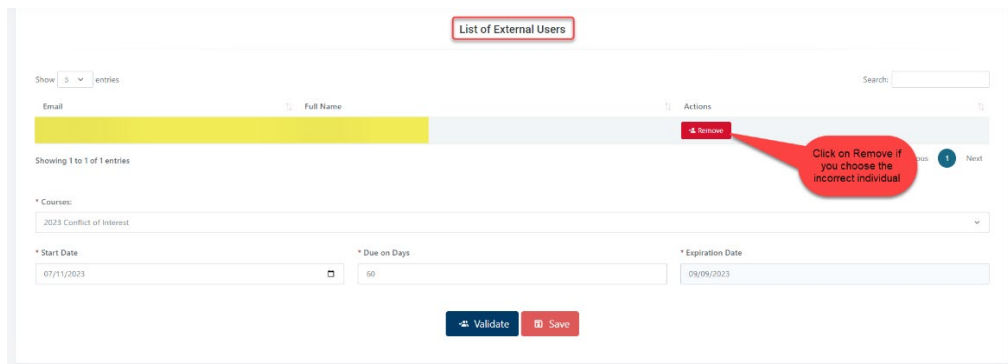 List of External Users
Show 5 entries
Search:
Email Full Name Actions
Remove
Click on Remove if
you choose the
incorrect individual
Showing 1 to 1 of 1 entries
ous 1 Next
* Courses:
2023 Conflict of Interest
* Start Date * Due on Days * Expiration Date
07/11/2023 60 09/09/2023
Validate Save